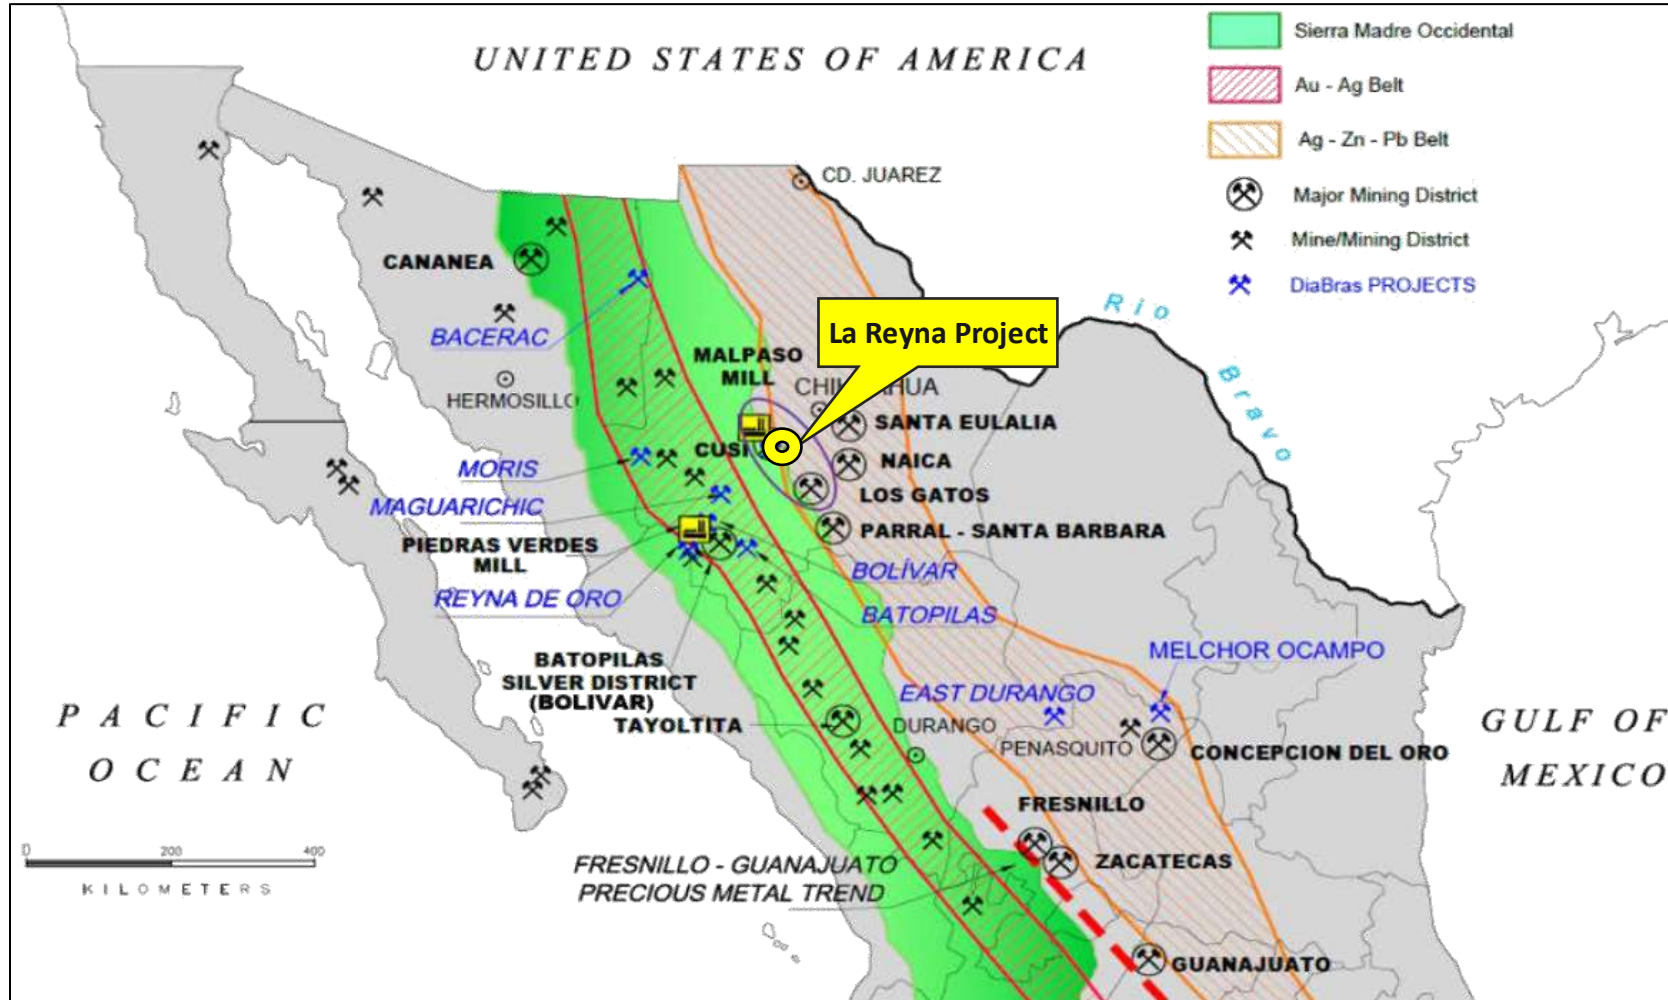 UNITED STATES OF AMERICA
Sierra Madre Occidental
Au - Ag Belt
Ag - Zn - Pb Belt
Major Mining District
Mine/Mining District
DiaBras PROJECTS
CD. JUAREZ
CANANEA
Rio
Bravo
BACERAC
La Reyna Project
MALPASO
MILL
CHIHUAHUA
HERMOSILLO
SANTA EULALIA
CUSI
NAICA
MORIS
LOS GATOS
MAGUARICHIC
PARRAL - SANTA BARBARA
PIEDRAS VERDES
MILL
BOLÍVAR
REYNA DE ORO
BATOPILAS
MELCHOR OCAMPO
BATOPILAS
SILVER DISTRICT
(BOLIVAR)
EAST DURANGO
TAYOLTITA
DURANGO
PENASQUITO
CONCEPCION DEL ORO
PACIFIC
OCEAN
GULF OF
MEXICO
FRESNILLO
ZACATECAS
FRESNILLO - GUANAJUATO
PRECIOUS METAL TREND
0 200 400
KILOMETERS
GUANAJUATO